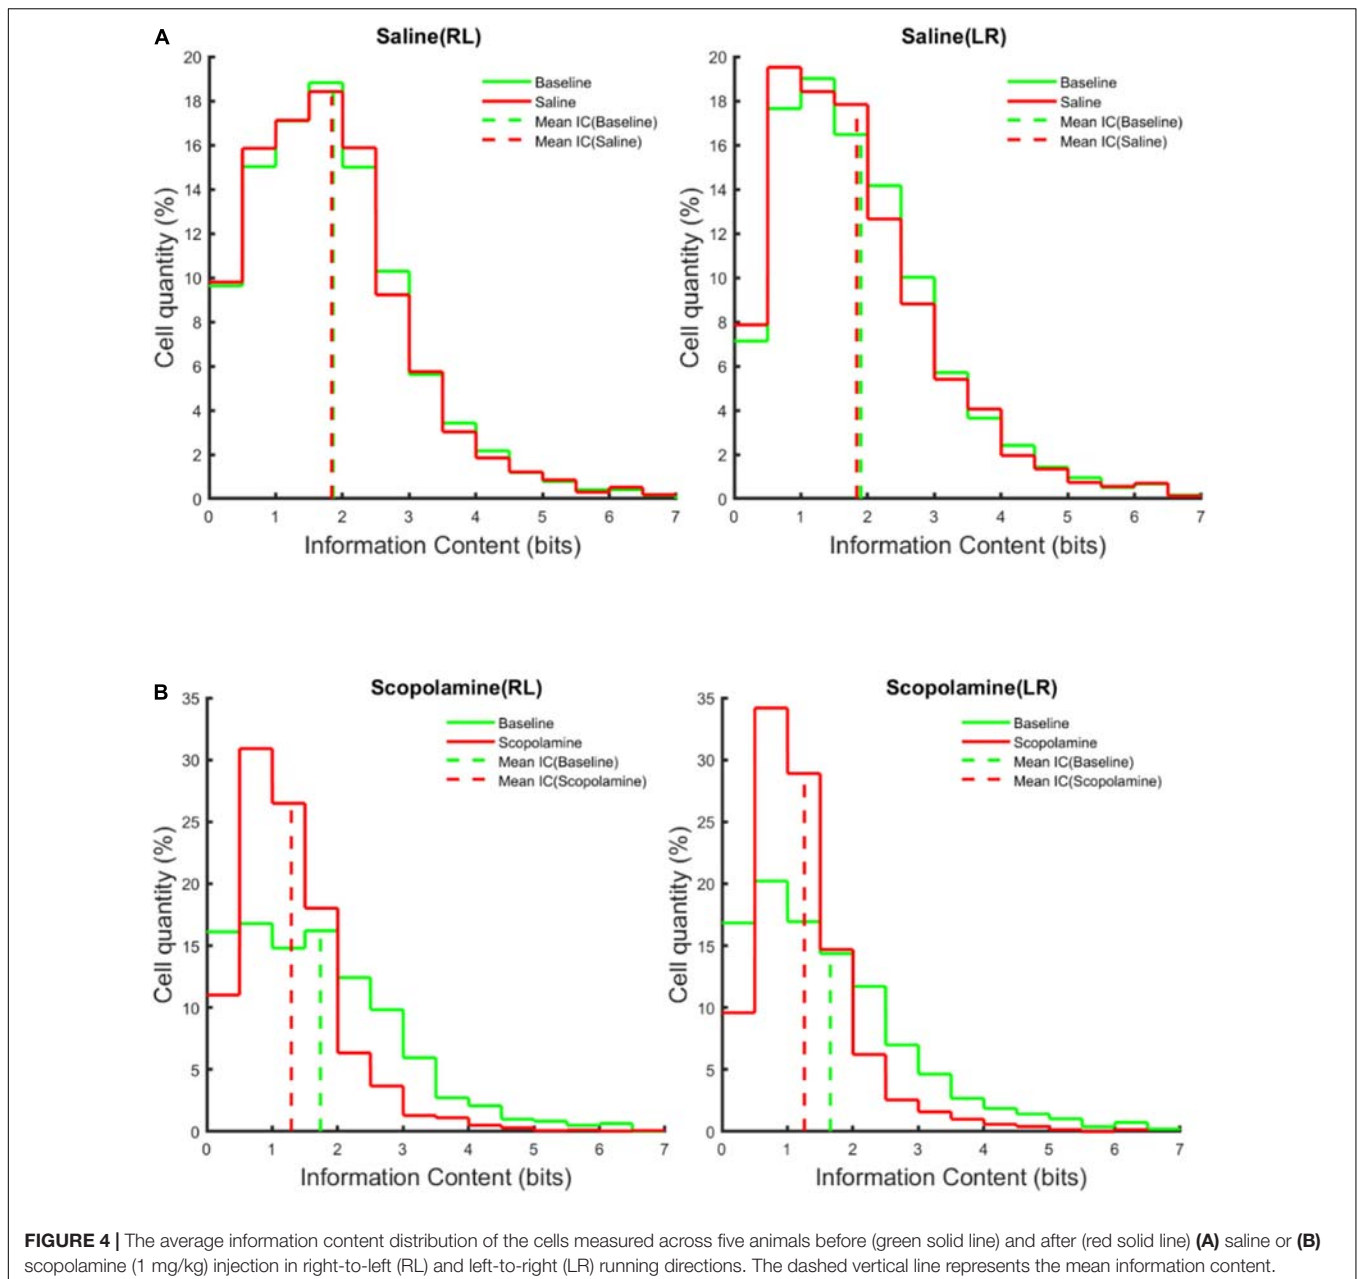 A
Saline(RL)
Saline(LR)
20
18
16
14
12
10
8
6
4
2
0
Cell quantity (%)
Baseline
Saline
Mean IC(Baseline)
Mean IC(Saline)
0 1 2 3 4 5 6 7
Information Content (bits)
20
18
16
14
12
10
8
6
4
2
0
Cell quantity (%)
Baseline
Saline
Mean IC(Baseline)
Mean IC(Saline)
0 1 2 3 4 5 6 7
Information Content (bits)
B
Scopolamine(RL)
Scopolamine(LR)
35
30
25
20
15
10
5
0
Cell quantity (%)
Baseline
Scopolamine
Mean IC(Baseline)
Mean IC(Scopolamine)
0 1 2 3 4 5 6 7
Information Content (bits)
35
30
25
20
15
10
5
0
Cell quantity (%)
Baseline
Scopolamine
Mean IC(Baseline)
Mean IC(Scopolamine)
0 1 2 3 4 5 6 7
Information Content (bits)
FIGURE 4 | The average information content distribution of the cells measured across five animals before (green solid line) and after (red solid line) (A) saline or (B)
scopolamine (1 mg/kg) injection in right-to-left (RL) and left-to-right (LR) running directions. The dashed vertical line represents the mean information content.